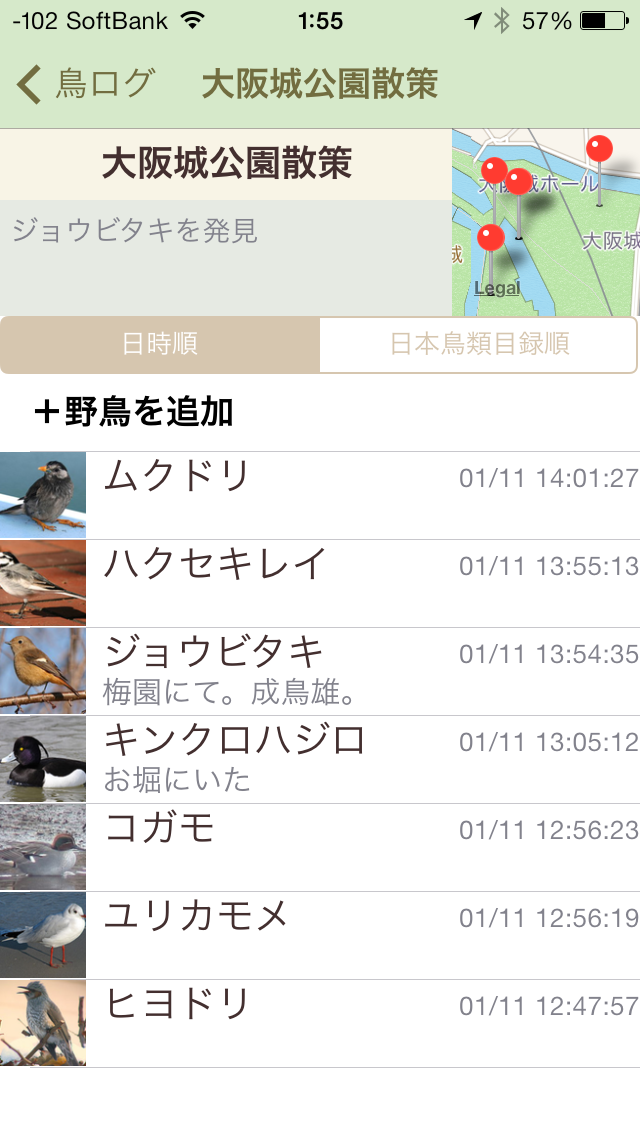 -102 SoftBank 1:55 57%
鳥ログ 大阪城公園散策
大阪城公園散策
ジョウビタキを発見
ホール
大阪城
城
Legal
日時順 日本鳥類目録順
＋野鳥を追加
ムクドリ 01/11 14:01:27
ハクセキレイ 01/11 13:55:13
ジョウビタキ 01/11 13:54:35
梅園にて。成鳥雄。
キンクロハジロ 01/11 13:05:12
お堀にいた
コガモ 01/11 12:56:23
ユリカモメ 01/11 12:56:19
ヒヨドリ 01/11 12:47:57